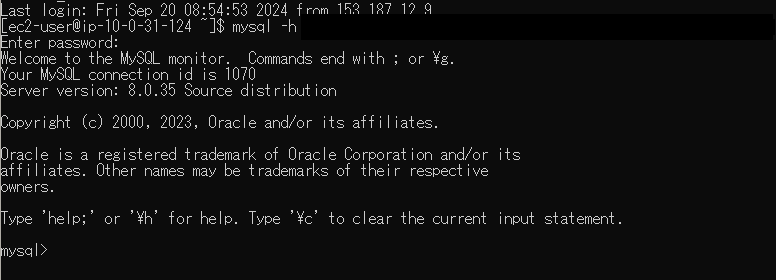 Last login: Fri Sep 20 08:54:53 2024 from 153.187.12.9
[ec2-user@ip-10-0-31-124 ~]$ mysql -h
Enter password:
Welcome to the MySQL monitor.  Commands end with ; or ¥g.
Your MySQL connection id is 1070
Server version: 8.0.35 Source distribution
Copyright (c) 2000, 2023, Oracle and/or its affiliates.
Oracle is a registered trademark of Oracle Corporation and/or its
affiliates. Other names may be trademarks of their respective
owners.
Type 'help;' or '¥h' for help. Type '¥c' to clear the current input statement.
mysql>